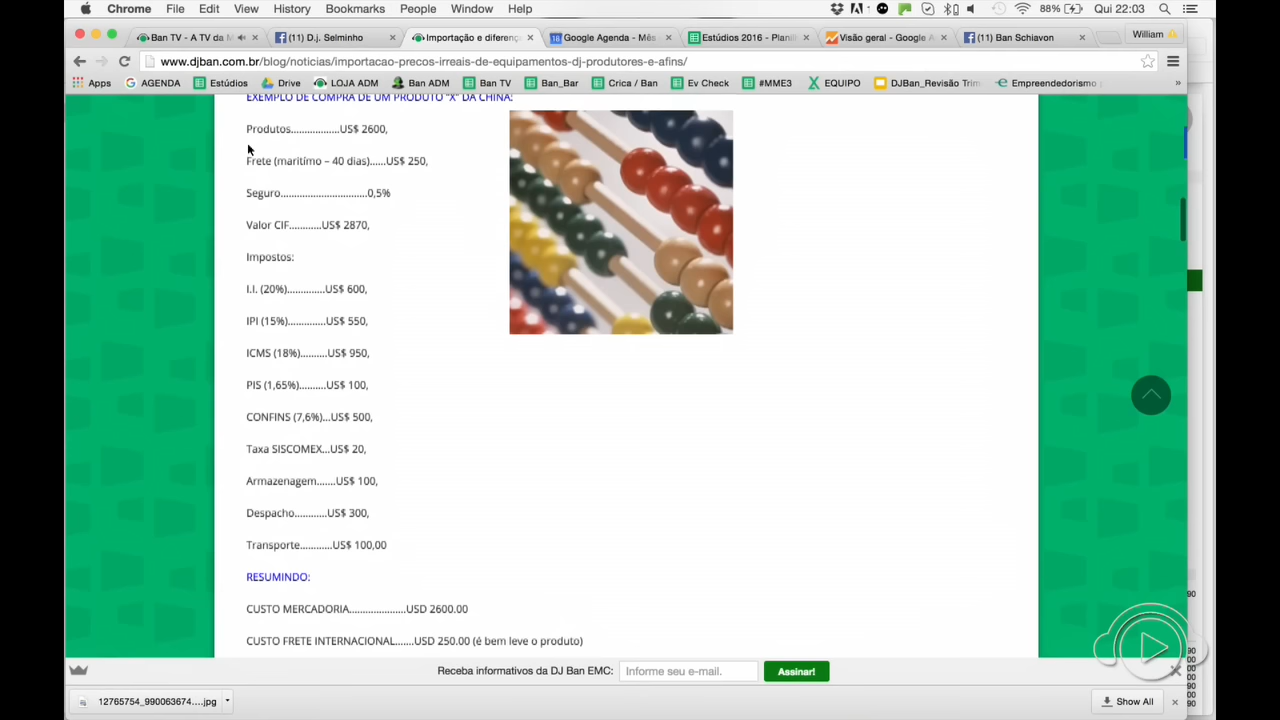 Chrome File Edit View History Bookmarks People Window Help 1 88% Qui 22:03
Ban TV - A TV da M × (11) D.j. Selminho × Importação e diferenç × 18 Google Agenda - Mês × Estúdios 2016 - Planil × Visão geral - Google A × (11) Ban Schiavon × William
www.djban.com.br/blog/noticias/importacao-precos-irreais-de-equipamentos-dj-produtores-e-afins/
Apps AGENDA Estúdios Drive LOJA ADM Ban ADM Ban TV Ban_Bar Crica / Ban Ev Check #MME3 EQUIPO DJBan_Revisão Trim Empreendedorismo »
EXEMPLO DE COMPRA DE UM PRODUTO "X" DA CHINA:
Produtos..................US$ 2600,
Frete (marítimo – 40 dias)......US$ 250,
Seguro................................0,5%
Valor CIF............US$ 2870,
Impostos:
I.I. (20%)..............US$ 600,
IPI (15%)..............US$ 550,
ICMS (18%)..........US$ 950,
PIS (1,65%)..........US$ 100,
CONFINS (7,6%)...US$ 500,
Taxa SISCOMEX...US$ 20,
Armazenagem.......US$ 100,
Despacho............US$ 300,
Transporte............US$ 100,00
RESUMINDO:
CUSTO MERCADORIA.....................USD 2600.00
CUSTO FRETE INTERNACIONAL.......USD 250.00 (é bem leve o produto)
Receba informativos da DJ Ban EMC: Informe seu e-mail. Assinar!
12765754_990063674....jpg Show All ×